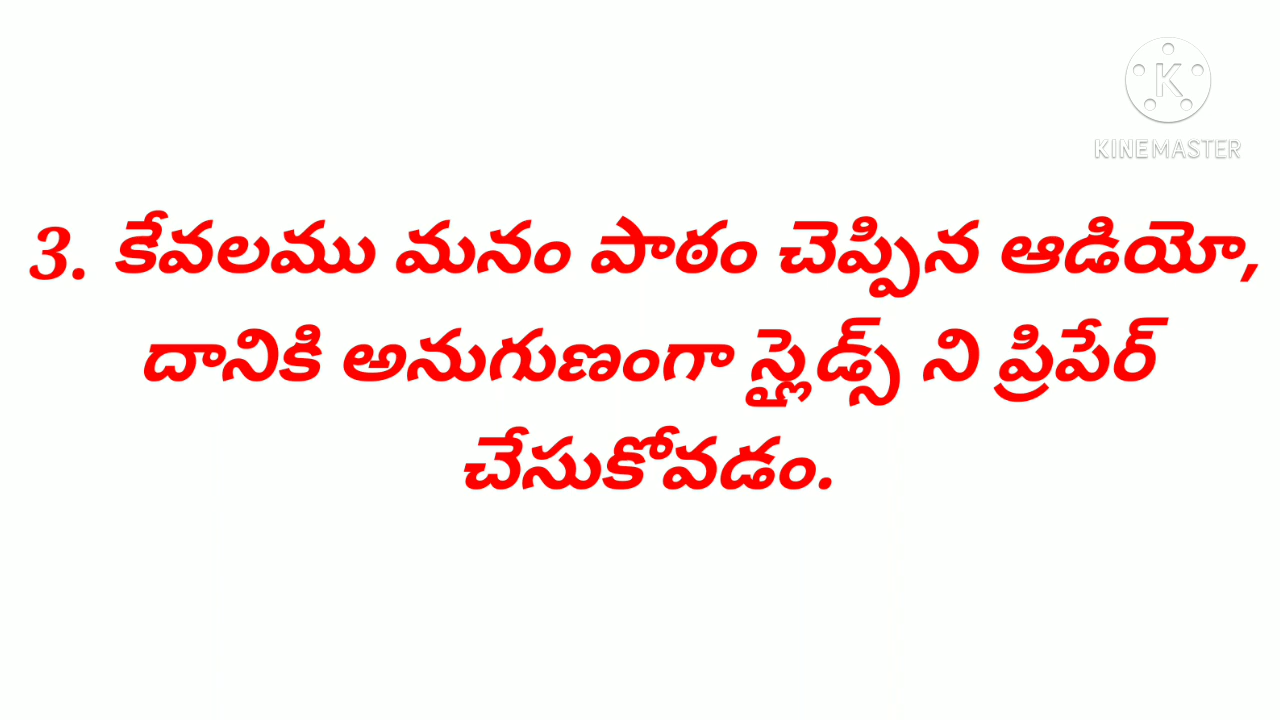 K
KINEMASTER
3. కేవలము మనం పాఠం చెప్పిన ఆడియో,
దానికి అనుగుణంగా స్లైడ్స్ ని ప్రిపేర్
చేసుకోవడం.